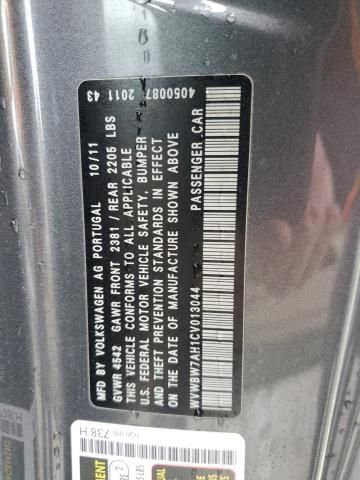 4050087 2011 43
MFD. BY VOLKSWAGEN AG PORTUGAL 10/11
GVWR 4542 GAWR FRONT 2381 / REAR 2205 LBS
THIS VEHICLE CONFORMS TO ALL APPLICABLE
U.S. FEDERAL MOTOR VEHICLE SAFETY, BUMPER
AND THEFT PREVENTION STANDARDS IN EFFECT
ON THE DATE OF MANUFACTURE SHOWN ABOVE
WVWBW7AH1CV013044 PASSENGER CAR
738 H